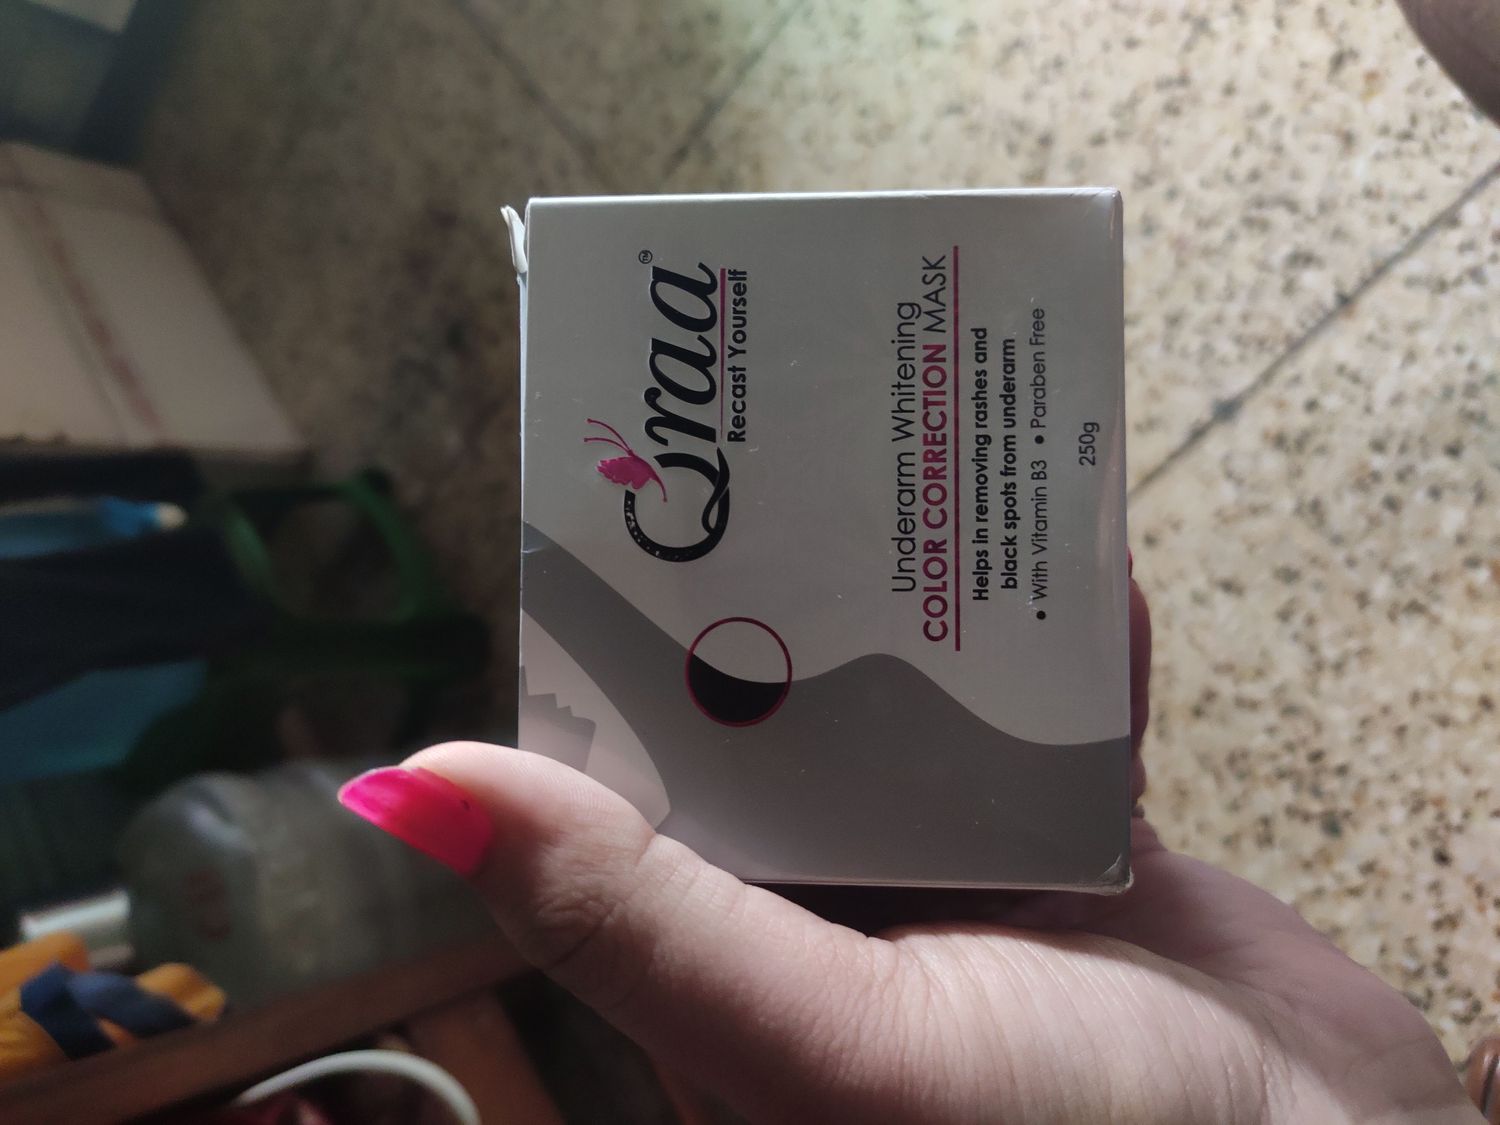 Qraa™
Recast Yourself
Underarm Whitening
COLOR CORRECTION MASK
Helps in removing rashes and
black spots from underarm
• With Vitamin B3 • Paraben Free
250g